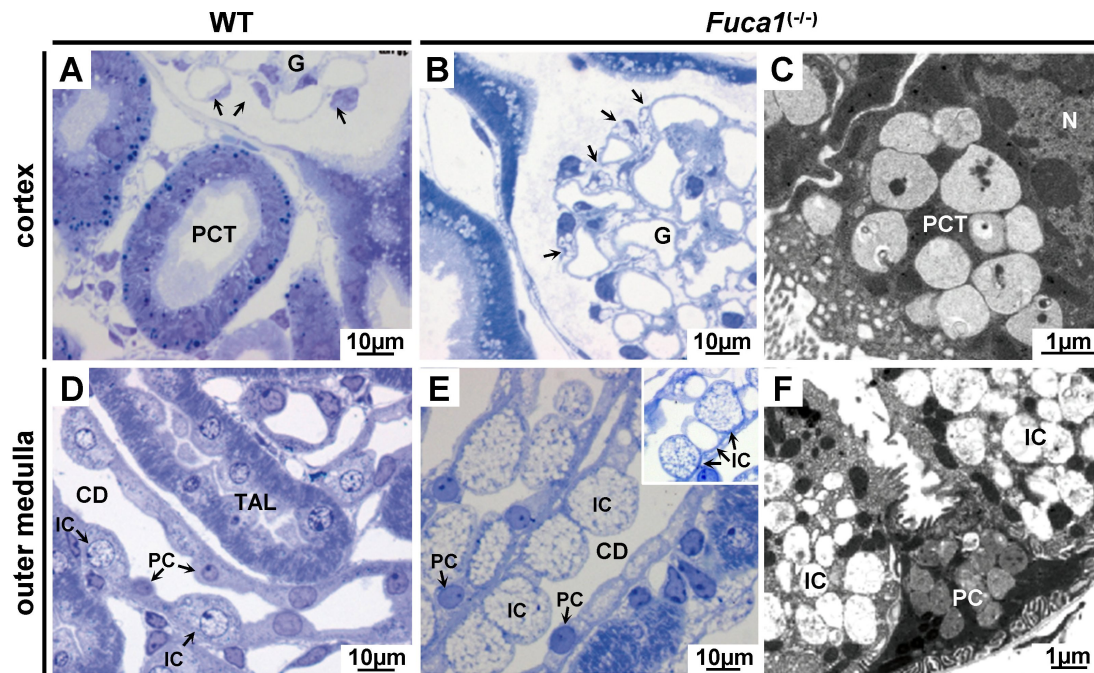 WT
Fuca1(-/-)
cortex
A
G
PCT
10µm
B
G
10µm
C
N
PCT
1µm
outer medulla
D
CD
TAL
IC
PC
IC
10µm
E
IC
IC
CD
PC
IC
PC
10µm
F
IC
IC
PC
1µm